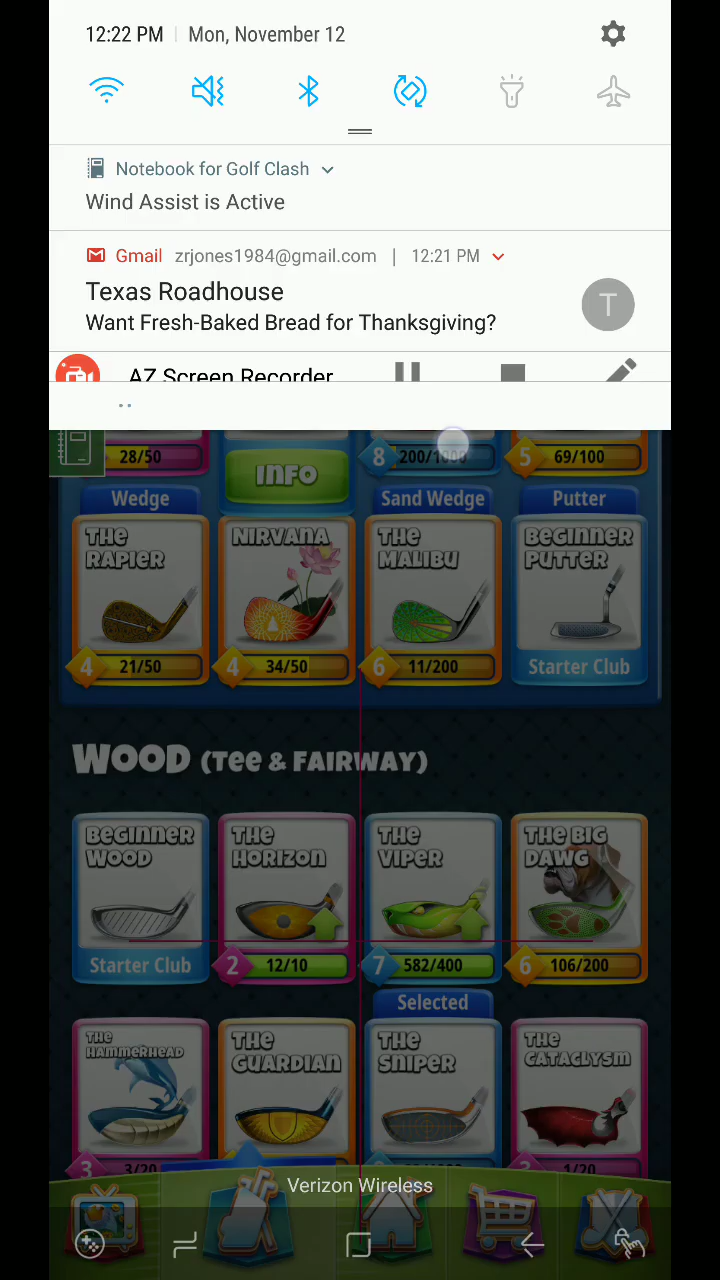 12:22 PM | Mon, November 12
Notebook for Golf Clash
Wind Assist is Active
Gmail zrjones1984@gmail.com | 12:21 PM
Texas Roadhouse
T
Want Fresh-Baked Bread for Thanksgiving?
AZ Screen Recorder
28/50
INFO
8 200/1000
5 69/100
Wedge
Sand Wedge
Putter
THE RAPIER
NIRVANA
THE MALIBU
BEGINNER PUTTER
4 21/50
4 34/50
6 11/200
Starter Club
WOOD (TEE & FAIRWAY)
BEGINNER WOOD
THE HORIZON
THE VIPER
THE BIG DAWG
Starter Club
2 12/10
7 582/400
6 106/200
Selected
THE HAMMERHEAD
THE GUARDIAN
THE SNIPER
THE CATACLYSM
3 3/20
1/20
Verizon Wireless